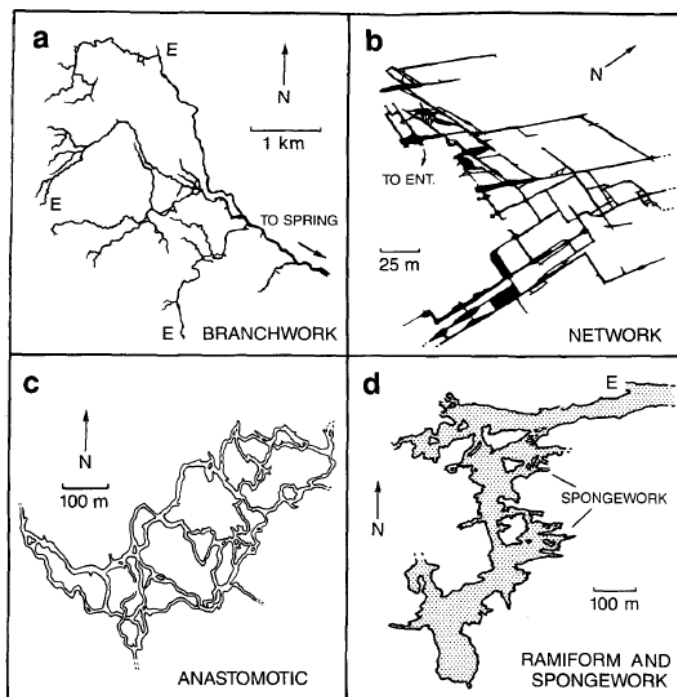 a
E
N
1 km
E
TO SPRING
E
BRANCHWORK
b
N
TO ENT.
25 m
NETWORK
c
N
100 m
ANASTOMOTIC
d
E
SPONGEWORK
N
100 m
RAMIFORM AND
SPONGEWORK